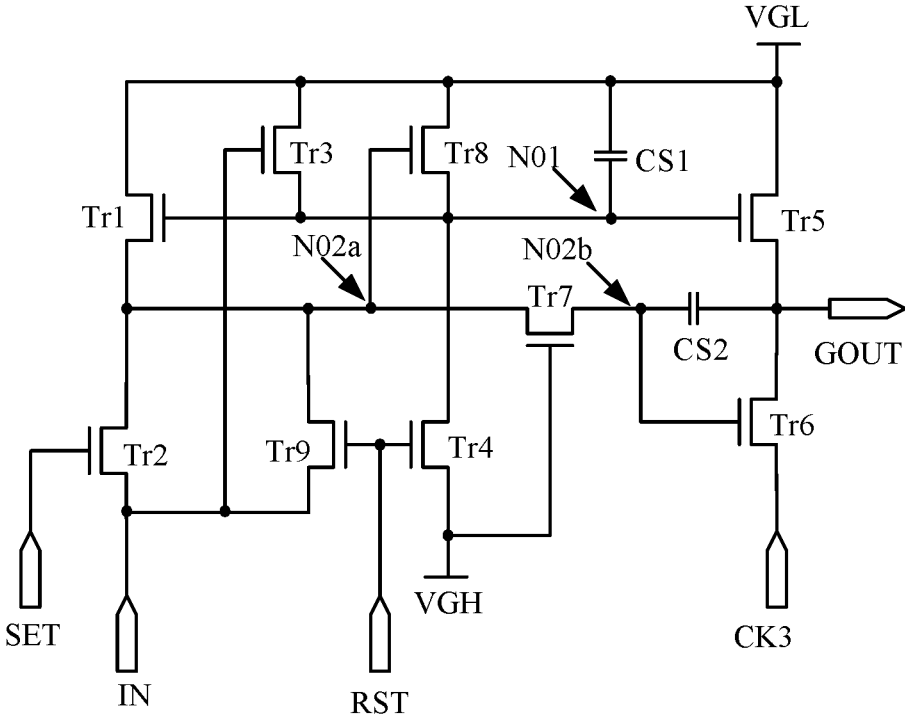 VGL
Tr3
Tr8
N01
CS1
Tr1
Tr5
N02a
N02b
Tr7
CS2
GOUT
Tr2
Tr9
Tr4
Tr6
VGH
SET
CK3
IN
RST